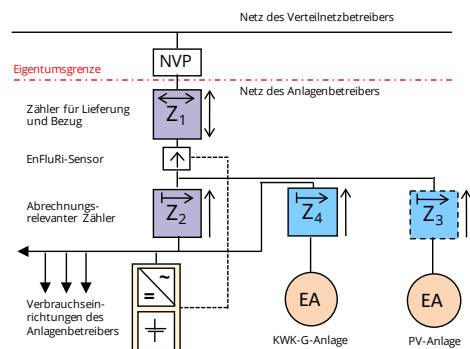 Netz des Verteilnetzbetreibers
NVP
Eigentumsgrenze
Netz des Anlagenbetreibers
Zähler für Lieferung
und Bezug
Z1
EnFluRi-Sensor
Abrechnungs-
relevanter Zähler
Z2
Z4
Z3
~
=
EA
EA
Verbrauchsein-
richtungen des
Anlagenbetreibers
KWK-G-Anlage
PV-Anlage